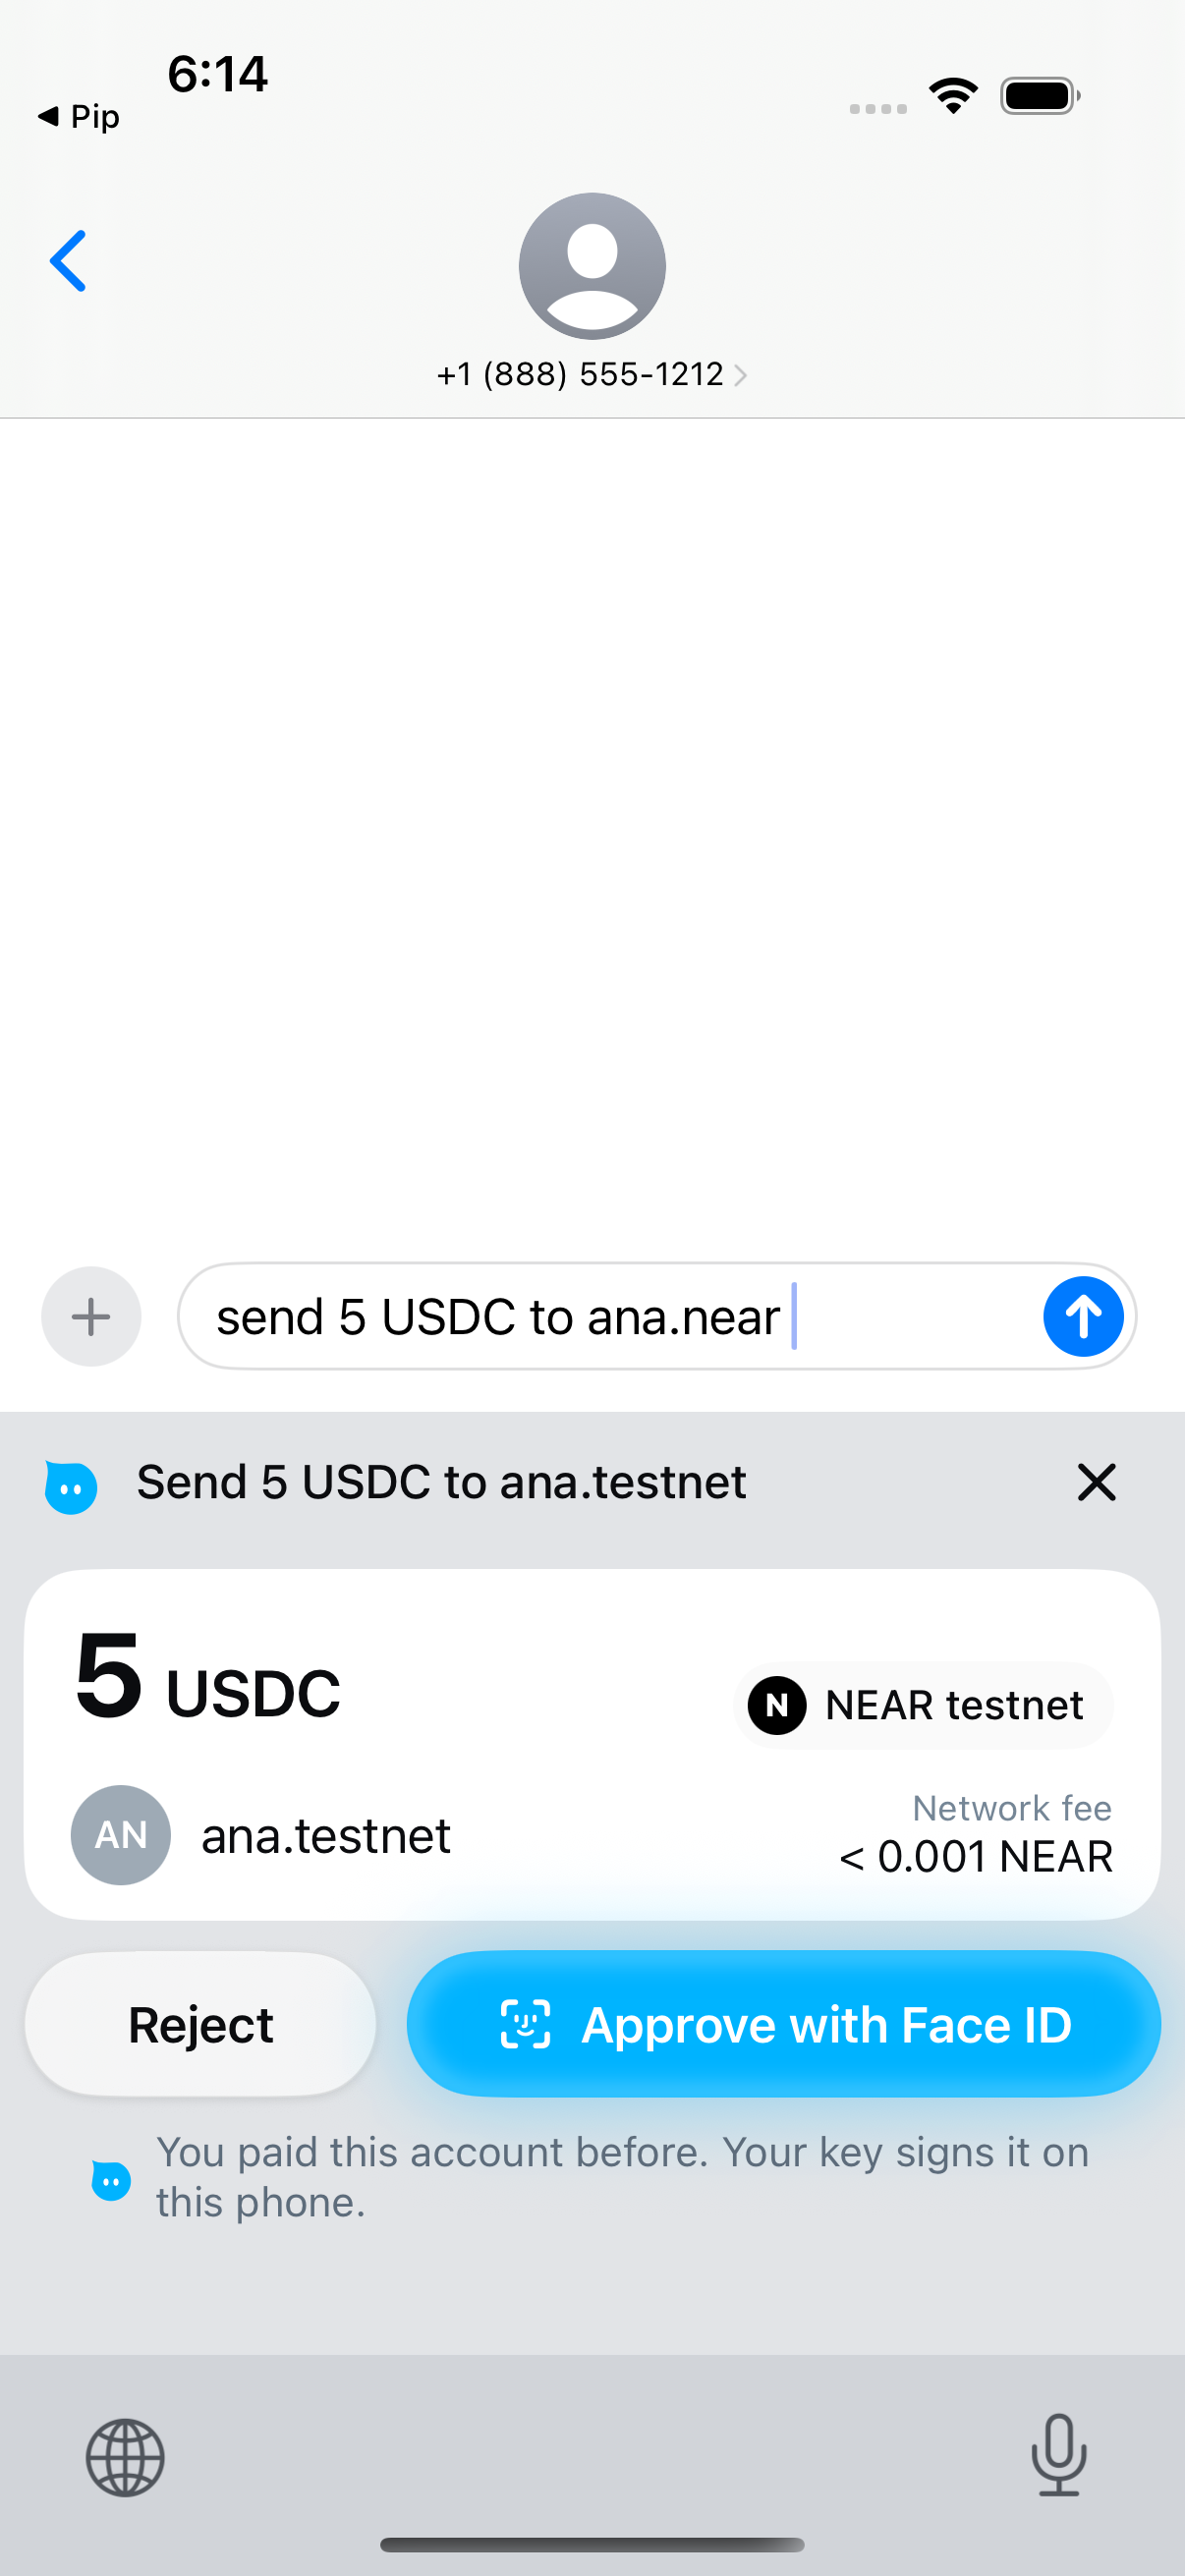 6:14
◀ Pip
+1 (888) 555-1212
send 5 USDC to ana.near
Send 5 USDC to ana.testnet
5 USDC
N NEAR testnet
AN ana.testnet
Network fee
< 0.001 NEAR
Reject
Approve with Face ID
You paid this account before. Your key signs it on
this phone.